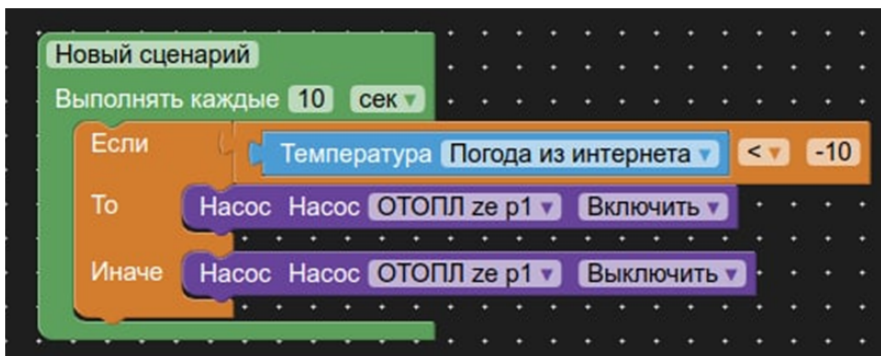 Новый сценарий
Выполнять каждые 10 сек
Если Температура Погода из интернета < -10
То Насос Насос ОТОПЛ ze p1 Включить
Иначе Насос Насос ОТОПЛ ze p1 Выключить